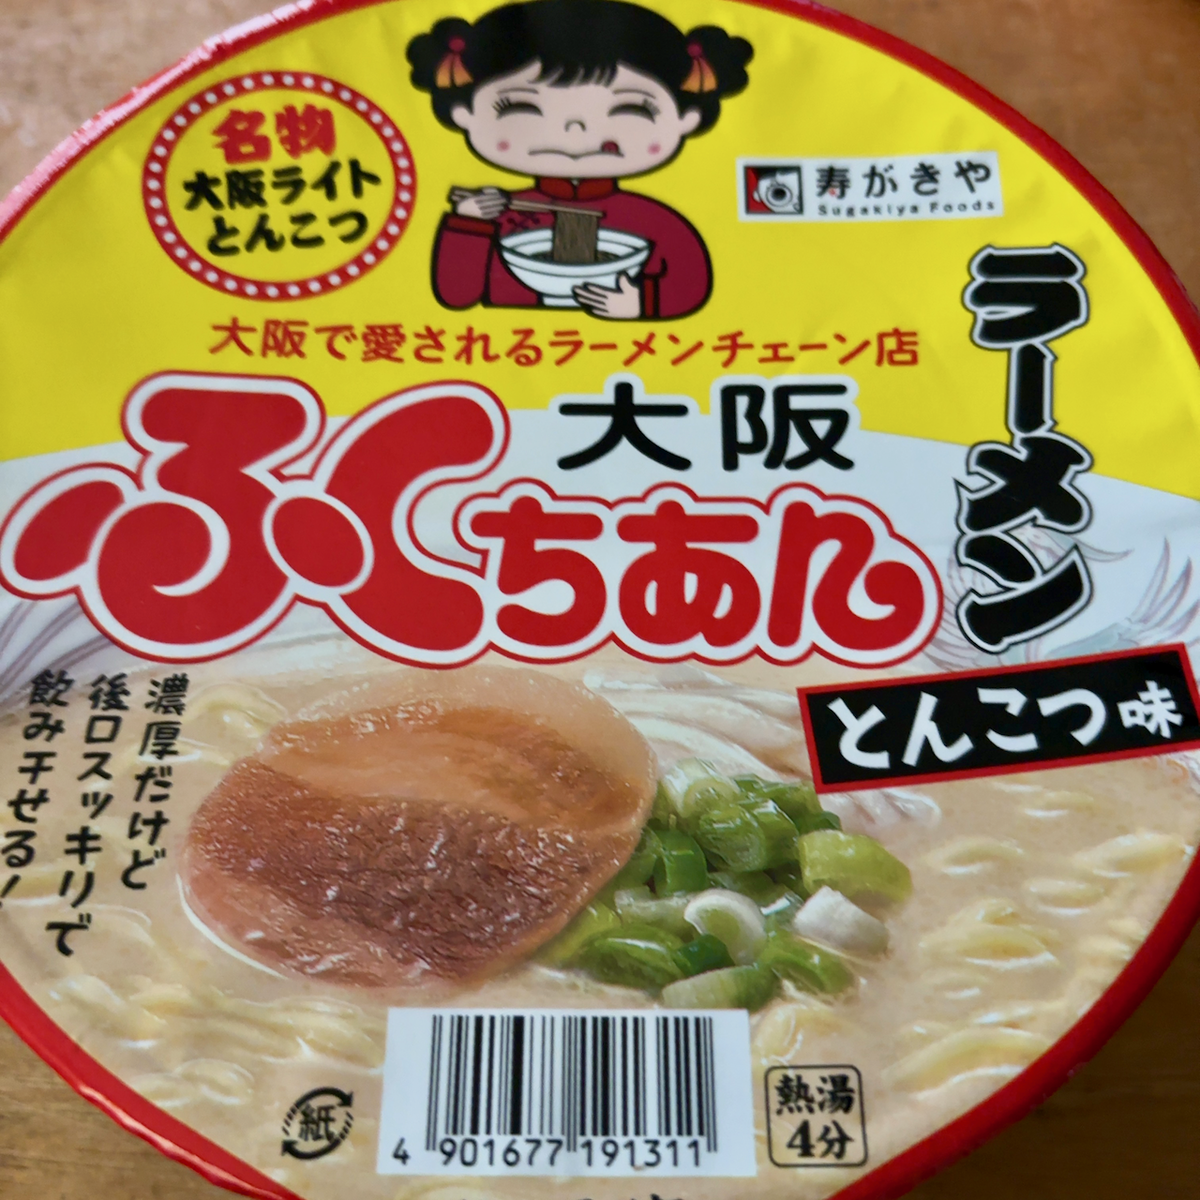 名物
大阪ライト
とんこつ
寿がきや
Sugakiya Foods
大阪で愛されるラーメンチェーン店
大阪
ふくちあん
ラーメン
とんこつ味
濃厚だけど
後口スッキリで
飲み干せる!
紙
4 901677 191311
熱湯
4分